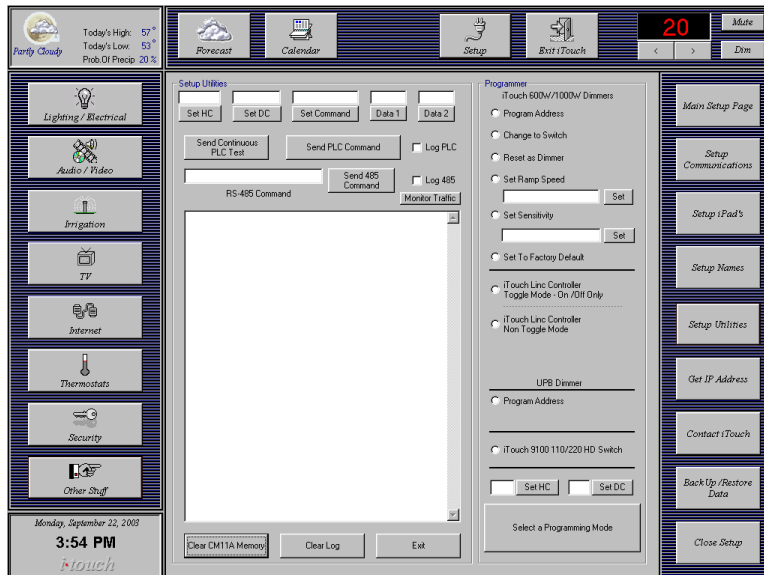 Partly Cloudy
Today's High: 57°
Today's Low: 53°
Prob.Of Precip 20 %
Forecast
Calendar
Setup
Exit iTouch
20
< >
Mute
Dim
Lighting / Electrical
Audio / Video
Irrigation
TV
Internet
Thermostats
Security
Other Stuff
Monday, September 22, 2003
3:54 PM
i-touch
Setup Utilities
Set HC
Set DC
Set Command
Data 1
Data 2
Send Continuous
PLC Test
Send PLC Command
Log PLC
RS-485 Command
Send 485
Command
Log 485
Monitor Traffic
Clear CM11A Memory
Clear Log
Exit
Programmer
iTouch 600W/1000W Dimmers
Program Address
Change to Switch
Reset as Dimmer
Set Ramp Speed
Set
Set Sensitivity
Set
Set To Factory Default
iTouch Linc Controller
Toggle Mode - On /Off Only
iTouch Linc Controller
Non Toggle Mode
UPB Dimmer
Program Address
iTouch 9100 110/220 HD Switch
Set HC
Set DC
Select a Programming Mode
Main Setup Page
Setup
Communications
Setup iPad's
Setup Names
Setup Utilities
Get IP Address
Contact iTouch
Back Up /Restore
Data
Close Setup